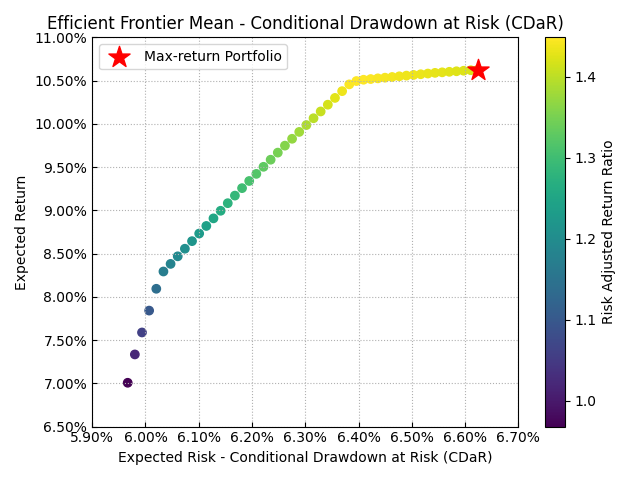 Efficient Frontier Mean - Conditional Drawdown at Risk (CDaR)
Max-return Portfolio
Expected Return
11.00%
10.50%
10.00%
9.50%
9.00%
8.50%
8.00%
7.50%
7.00%
6.50%
5.90% 6.00% 6.10% 6.20% 6.30% 6.40% 6.50% 6.60% 6.70%
Expected Risk - Conditional Drawdown at Risk (CDaR)
1.4
1.3
1.2
1.1
1.0
Risk Adjusted Return Ratio